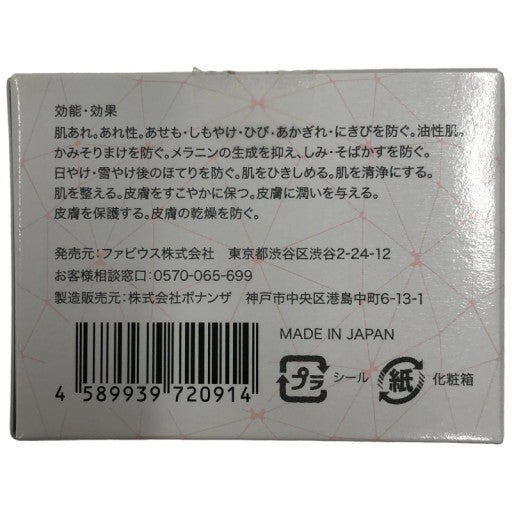 効能・効果
肌あれ。あれ性。あせも・しもやけ・ひび・あかぎれ・にきびを防ぐ。油性肌。
かみそりまけを防ぐ。メラニンの生成を抑え、しみ・そばかすを防ぐ。
日やけ・雪やけ後のほてりを防ぐ。肌をひきしめる。肌を清浄にする。
肌を整える。皮膚をすこやかに保つ。皮膚に潤いを与える。
皮膚を保護する。皮膚の乾燥を防ぐ。
発売元：ファビウス株式会社　東京都渋谷区渋谷2-24-12
お客様相談窓口：0570-065-699
製造販売元：株式会社ボナンザ　神戸市中央区港島中町6-13-1
MADE IN JAPAN
プラ シール 紙 化粧箱
4 589939 720914